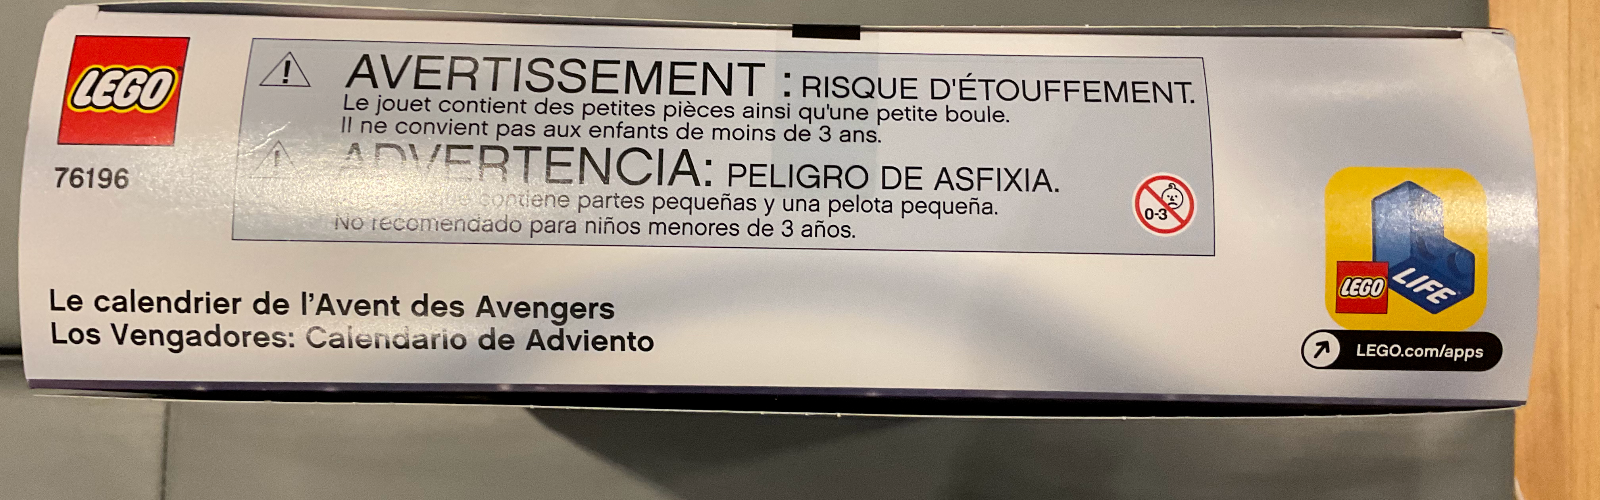 LEGO
76196
AVERTISSEMENT : RISQUE D'ÉTOUFFEMENT.
Le jouet contient des petites pièces ainsi qu'une petite boule.
Il ne convient pas aux enfants de moins de 3 ans.
ADVERTENCIA: PELIGRO DE ASFIXIA.
contiene partes pequeñas y una pelota pequeña.
No recomendado para niños menores de 3 años.
0-3
Le calendrier de l'Avent des Avengers
Los Vengadores: Calendario de Adviento
LEGO LIFE
LEGO.com/apps